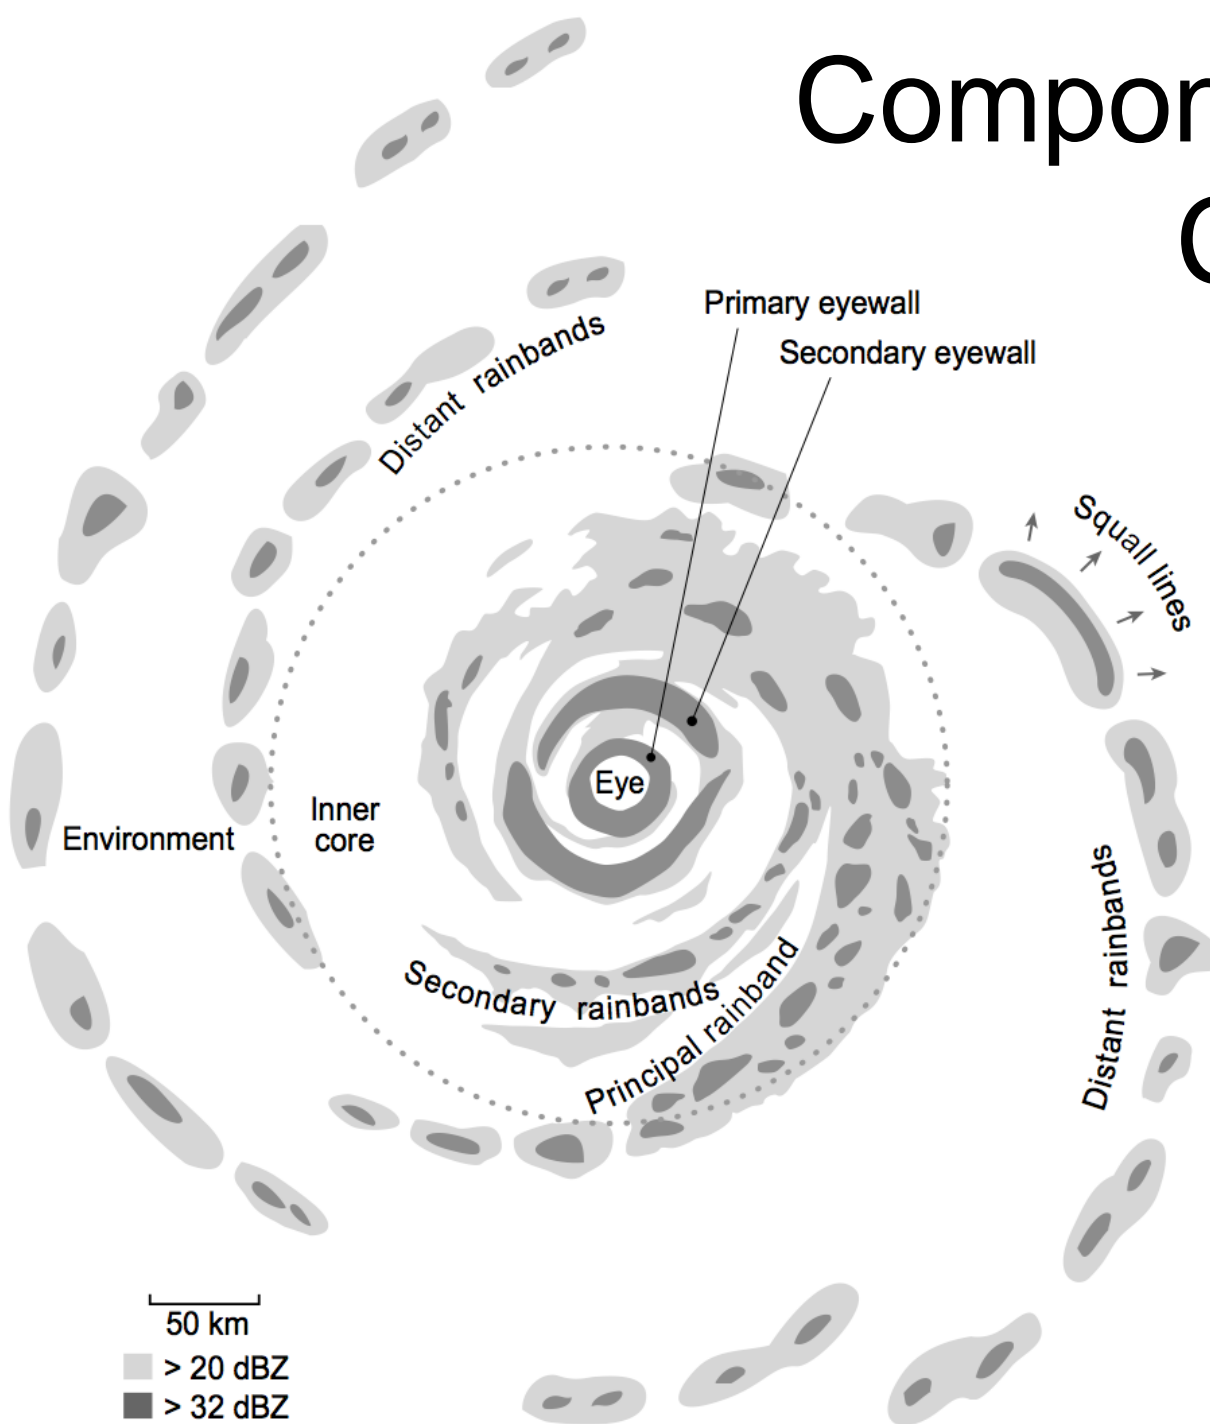 Compon
C
Primary eyewall
Secondary eyewall
Distant rainbands
Squall lines
Eye
Inner
core
Environment
Distant rainbands
Secondary rainbands
Principal rainband
50 km
> 20 dBZ
> 32 dBZ